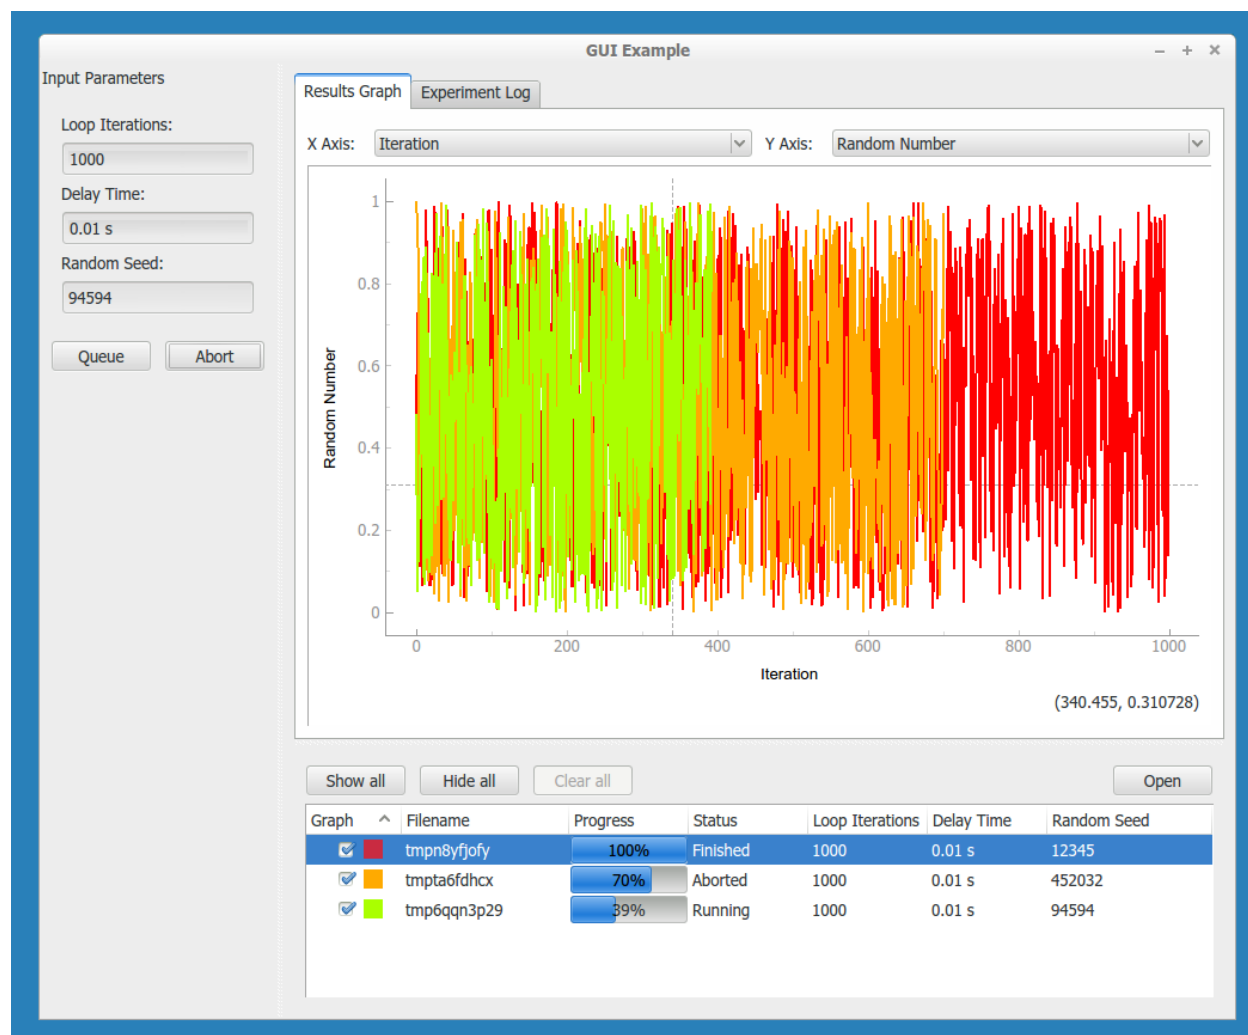 GUI Example
Input Parameters
Loop Iterations:
1000
Delay Time:
0.01 s
Random Seed:
94594
Queue Abort
Results Graph Experiment Log
X Axis: Iteration Y Axis: Random Number
1
0.8
0.6
0.4
0.2
0
Random Number
0 200 400 600 800 1000
Iteration
(340.455, 0.310728)
Show all Hide all Clear all Open
Graph Filename Progress Status Loop Iterations Delay Time Random Seed
tmpn8yfjofy 100% Finished 1000 0.01 s 12345
tmpta6fdhcx 70% Aborted 1000 0.01 s 452032
tmp6qqn3p29 39% Running 1000 0.01 s 94594